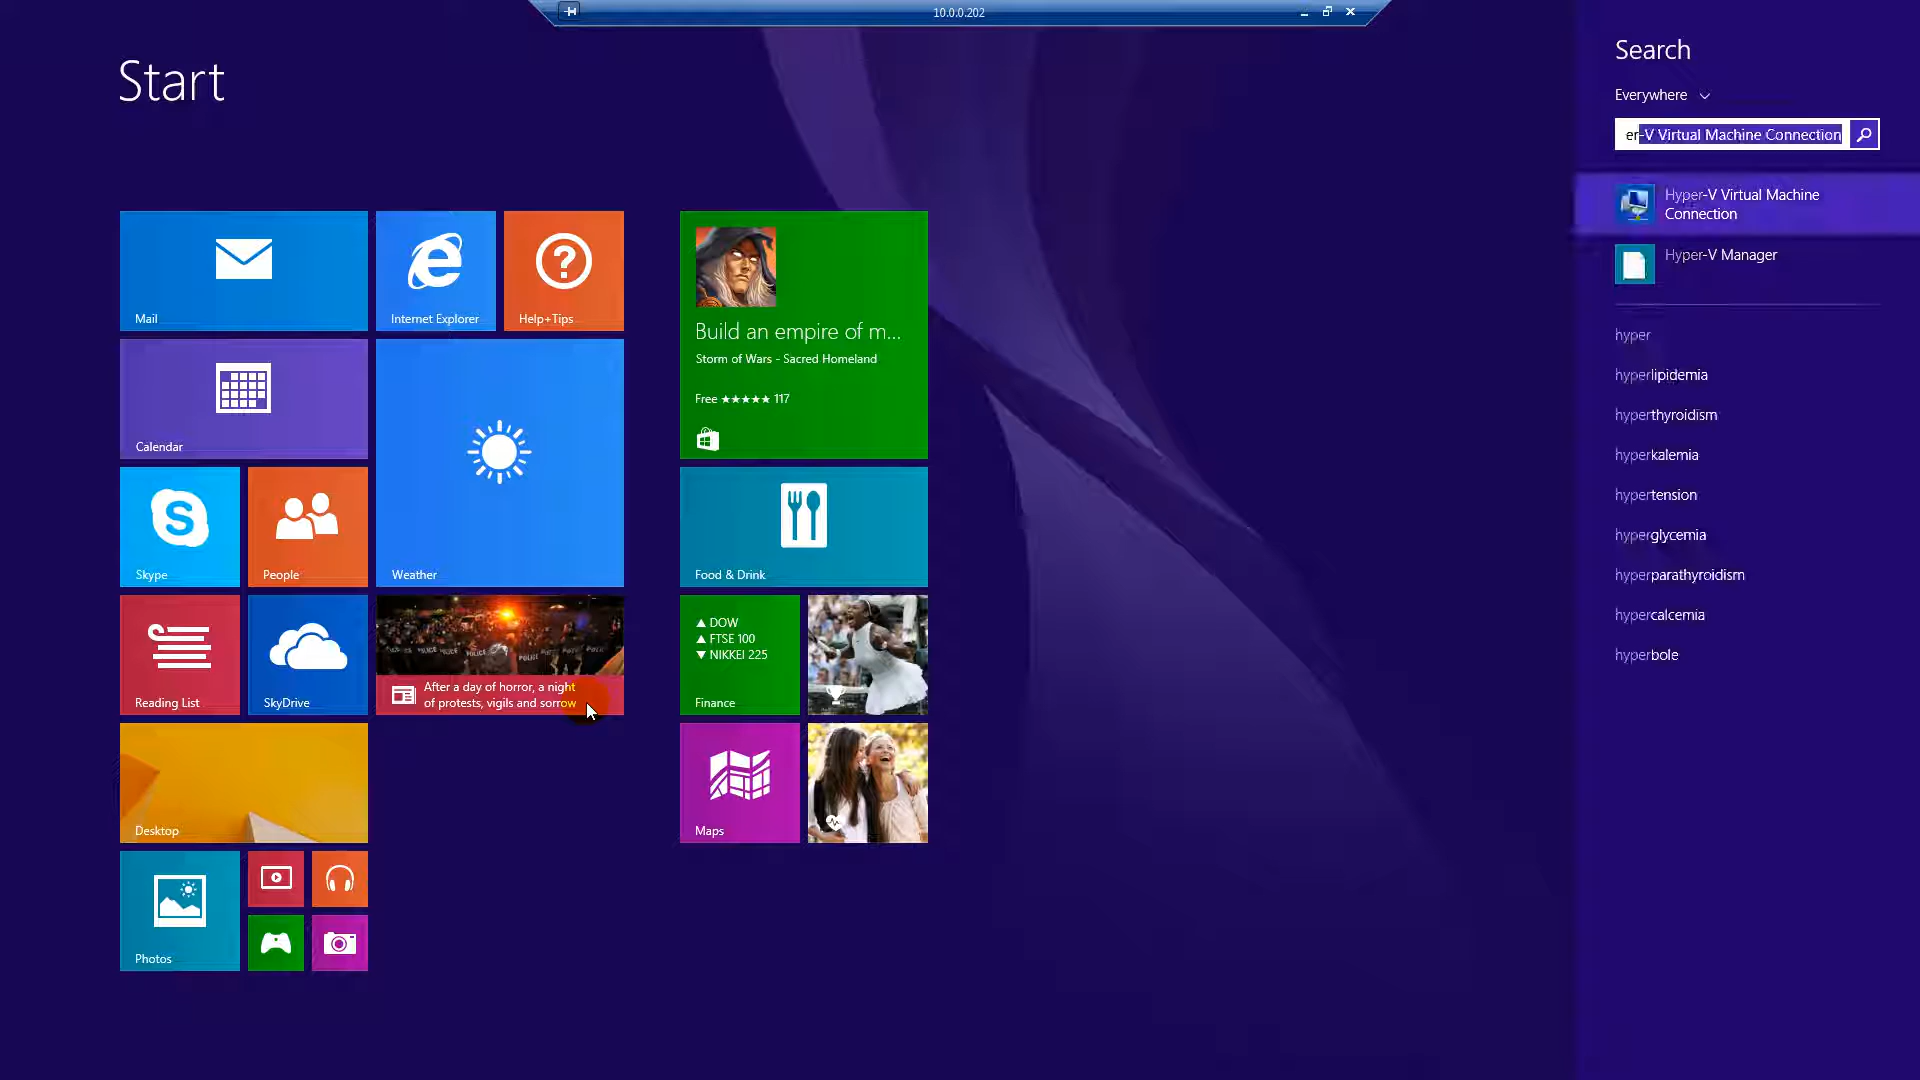 10.0.0.202
Start
Search
Everywhere
er-V Virtual Machine Connection
Hyper-V Virtual Machine
Connection
Hyper-V Manager
hyper
hyperlipidemia
hyperthyroidism
hyperkalemia
hypertension
hyperglycemia
hyperparathyroidism
hypercalcemia
hyperbole
Mail
Internet Explorer
Help+Tips
Calendar
Weather
Skype
People
Reading List
SkyDrive
POLICE POLICE POLICE
After a day of horror, a night
of protests, vigils and sorrow
Desktop
Photos
Build an empire of m...
Storm of Wars - Sacred Homeland
Free ★★★★★ 117
Food & Drink
▲ DOW
▲ FTSE 100
▼ NIKKEI 225
Finance
Maps